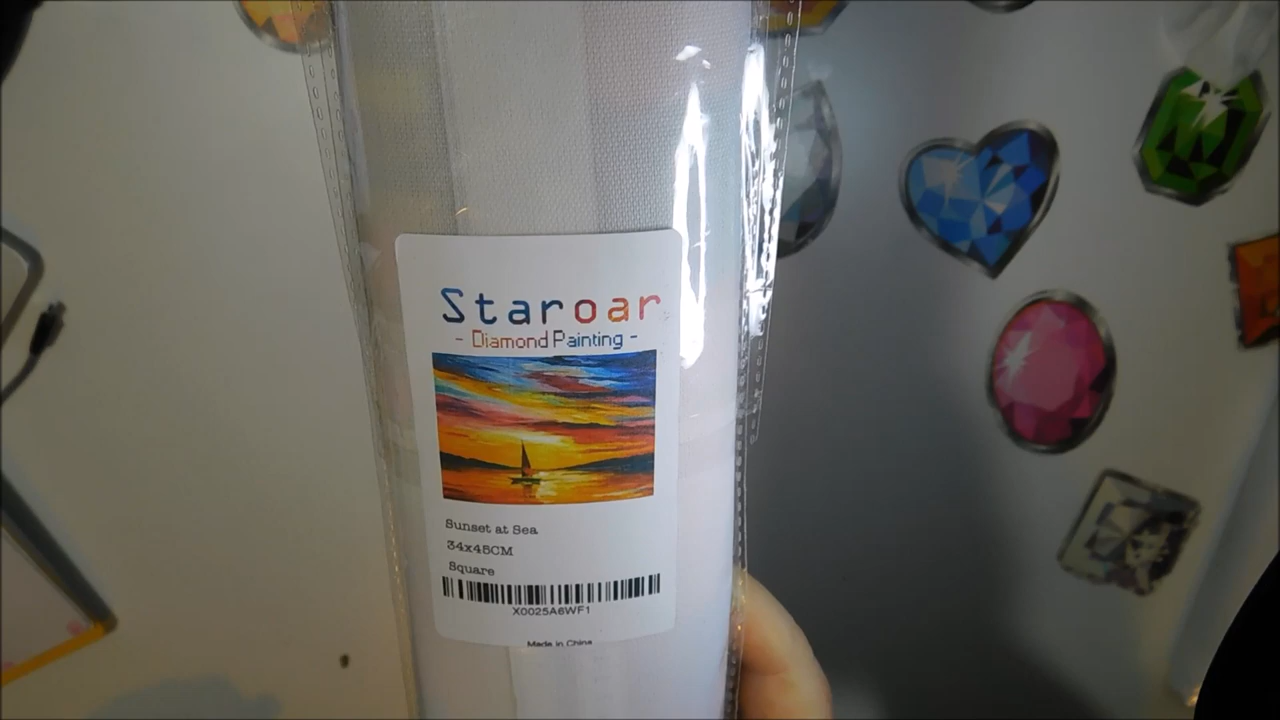 Staroar
- Diamond Painting -
Sunset at Sea
34x45CM
Square
X0025A6WF1
Made in China